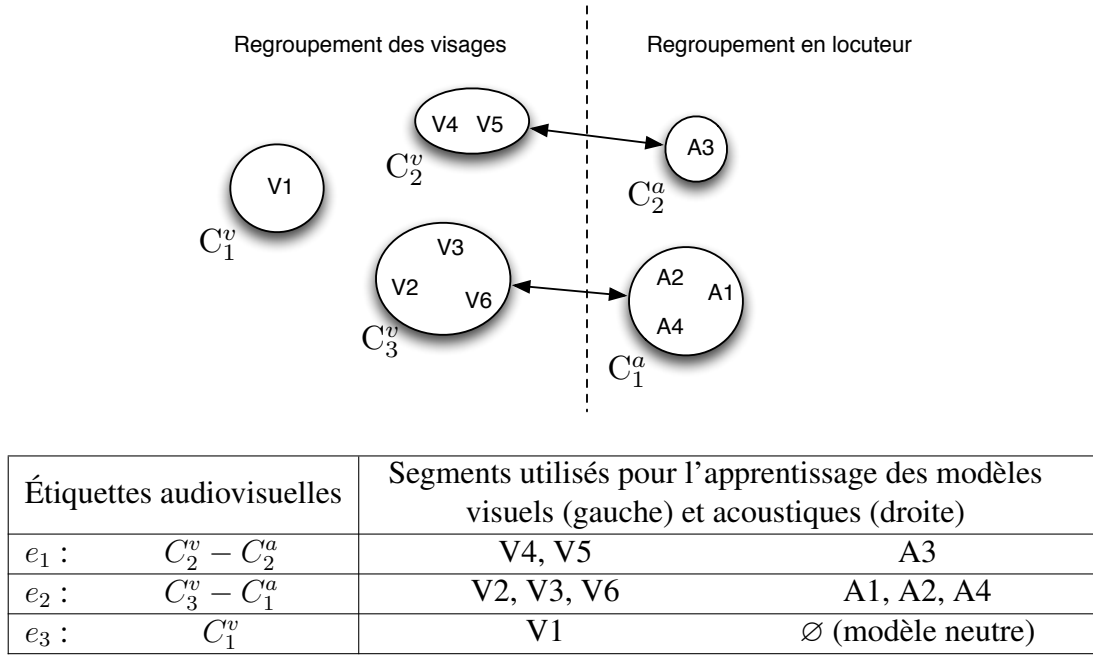 Regroupement des visages Regroupement en locuteur
V4 V5
A3
C₂ᵛ
C₂ᵃ
V1
C₁ᵛ
V3
V2
V6
C₃ᵛ
A2
A1
A4
C₁ᵃ
Étiquettes audiovisuelles
Segments utilisés pour l'apprentissage des modèles
visuels (gauche) et acoustiques (droite)
e₁ : C₂ᵛ − C₂ᵃ V4, V5 A3
e₂ : C₃ᵛ − C₁ᵃ V2, V3, V6 A1, A2, A4
e₃ : C₁ᵛ V1 ∅ (modèle neutre)